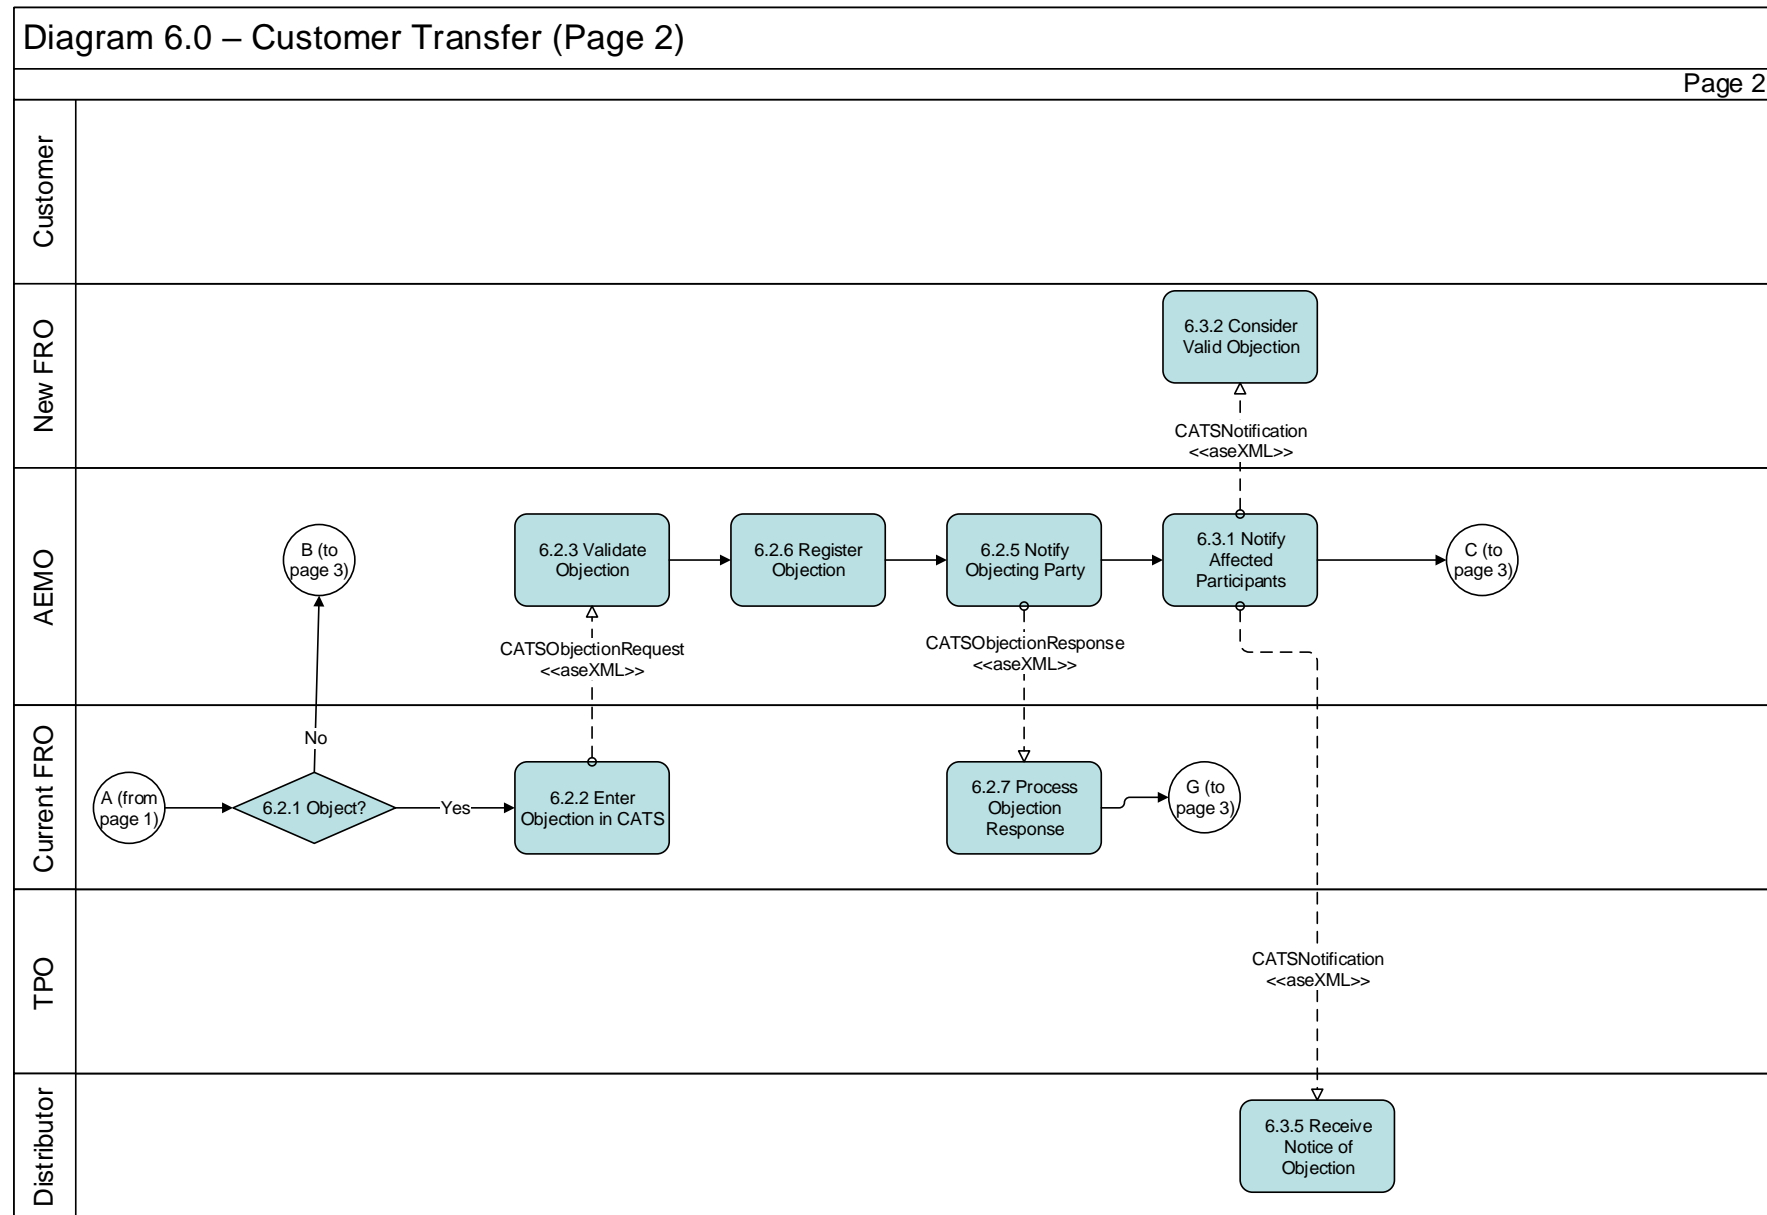 Diagram 6.0 – Customer Transfer (Page 2)
Page 2
Customer
New FRO
6.3.2 Consider
Valid Objection
CATSNotification
<<aseXML>>
AEMO
B (to
page 3)
6.2.3 Validate
Objection
6.2.6 Register
Objection
6.2.5 Notify
Objecting Party
6.3.1 Notify
Affected
Participants
C (to
page 3)
CATSObjectionRequest
<<aseXML>>
CATSObjectionResponse
<<aseXML>>
Current FRO
No
A (from
page 1)
6.2.1 Object?
Yes
6.2.2 Enter
Objection in CATS
6.2.7 Process
Objection
Response
G (to
page 3)
TPO
CATSNotification
<<aseXML>>
Distributor
6.3.5 Receive
Notice of
Objection